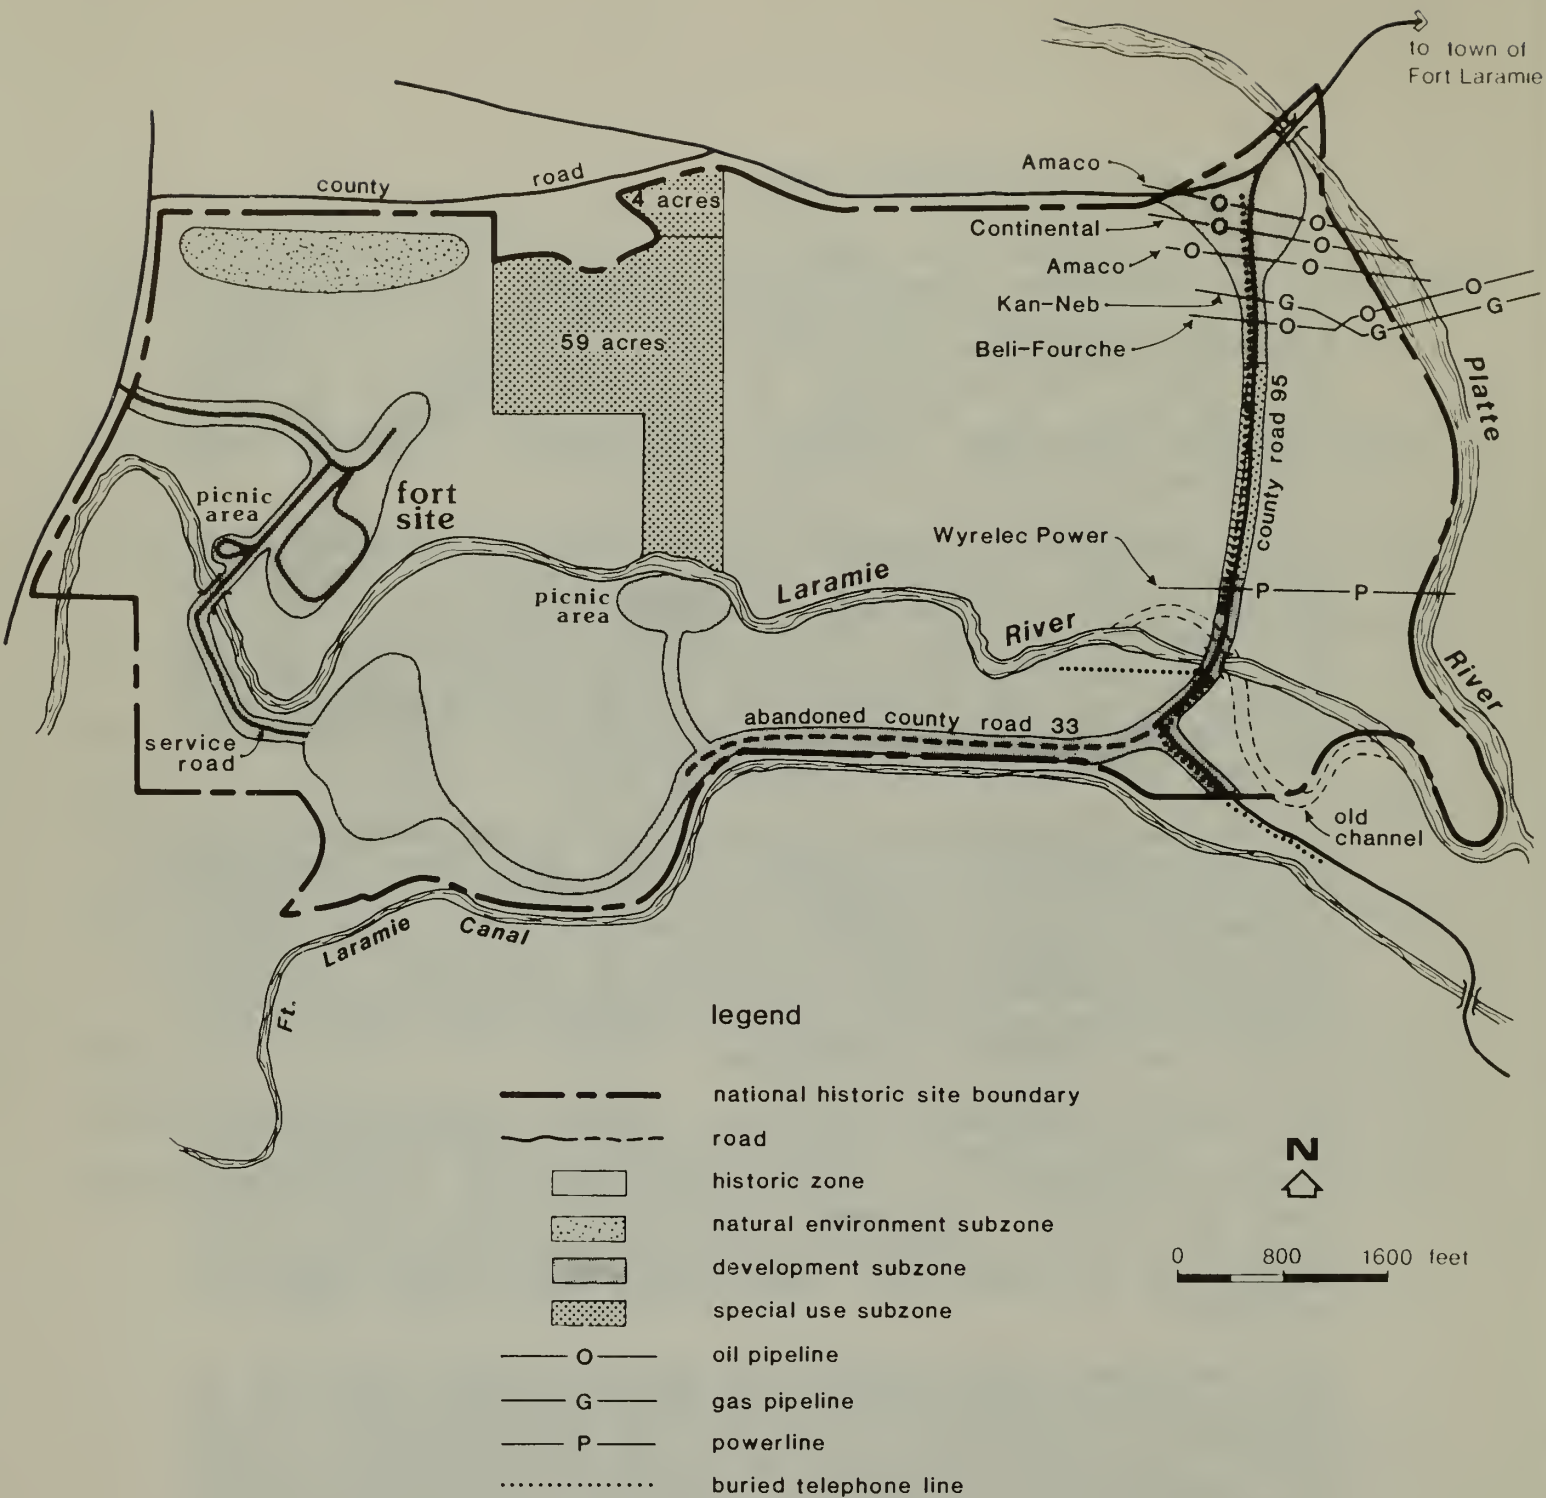 to town of
Fort Laramie
county road
4 acres
Amaco
Continental
Amaco
Kan-Neb
Beli-Fourche
O
O
O
O
O
O
G
O
O
G
O
G
59 acres
Platte
River
county road 95
picnic
area
fort
site
Wyrelec Power
P
P
picnic
area
Laramie
River
service
road
abandoned county road 33
old
channel
Ft. Laramie Canal
legend
national historic site boundary
road
historic zone
natural environment subzone
development subzone
special use subzone
O
oil pipeline
G
gas pipeline
P
powerline
buried telephone line
N
0 800 1600 feet